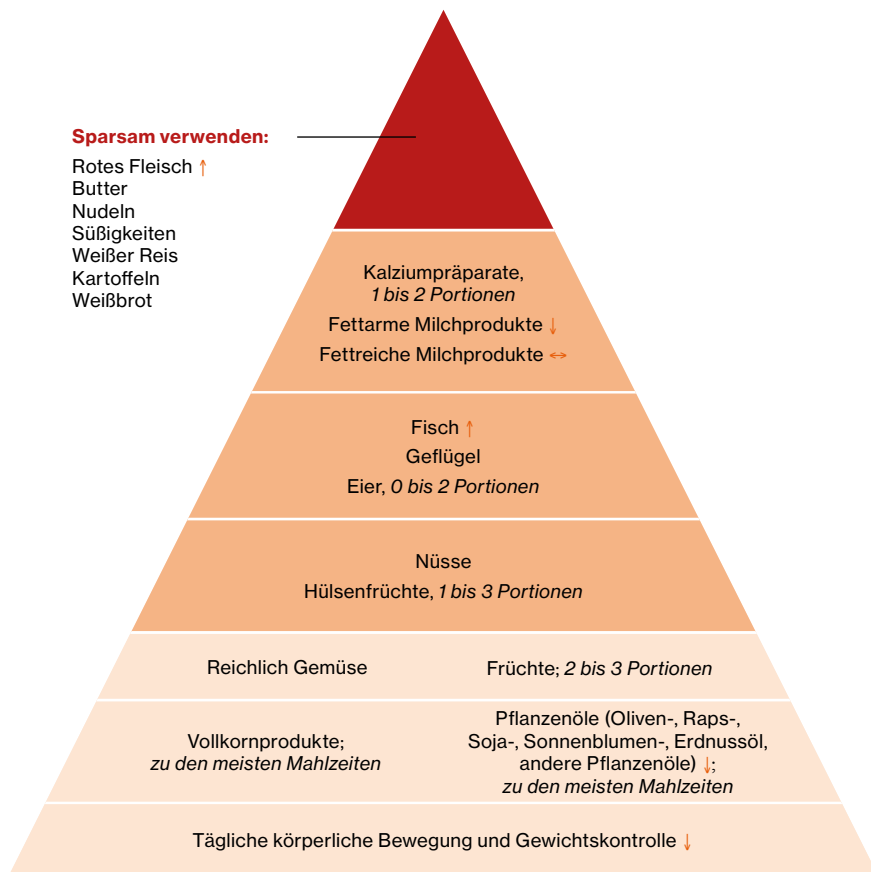 Sparsam verwenden:
Rotes Fleisch ↑
Butter
Nudeln
Süßigkeiten
Weißer Reis
Kartoffeln
Weißbrot
Kalziumpräparate,
1 bis 2 Portionen
Fettarme Milchprodukte ↓
Fettreiche Milchprodukte ↔
Fisch ↑
Geflügel
Eier, 0 bis 2 Portionen
Nüsse
Hülsenfrüchte, 1 bis 3 Portionen
Reichlich Gemüse
Früchte; 2 bis 3 Portionen
Vollkornprodukte;
zu den meisten Mahlzeiten
Pflanzenöle (Oliven-, Raps-,
Soja-, Sonnenblumen-, Erdnussöl,
andere Pflanzenöle) ↓;
zu den meisten Mahlzeiten
Tägliche körperliche Bewegung und Gewichtskontrolle ↓